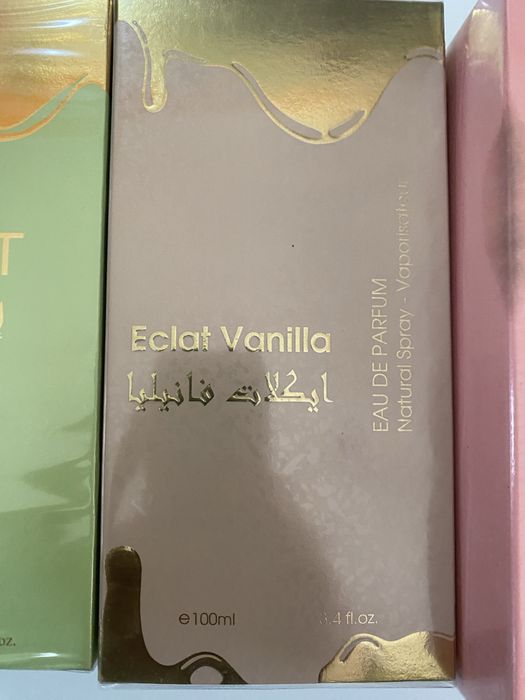 Eclat Vanilla
ايكلات فانيليا
EAU DE PARFUM
Natural Spray - Vaporisateur
e100ml
3.4 fl.oz.